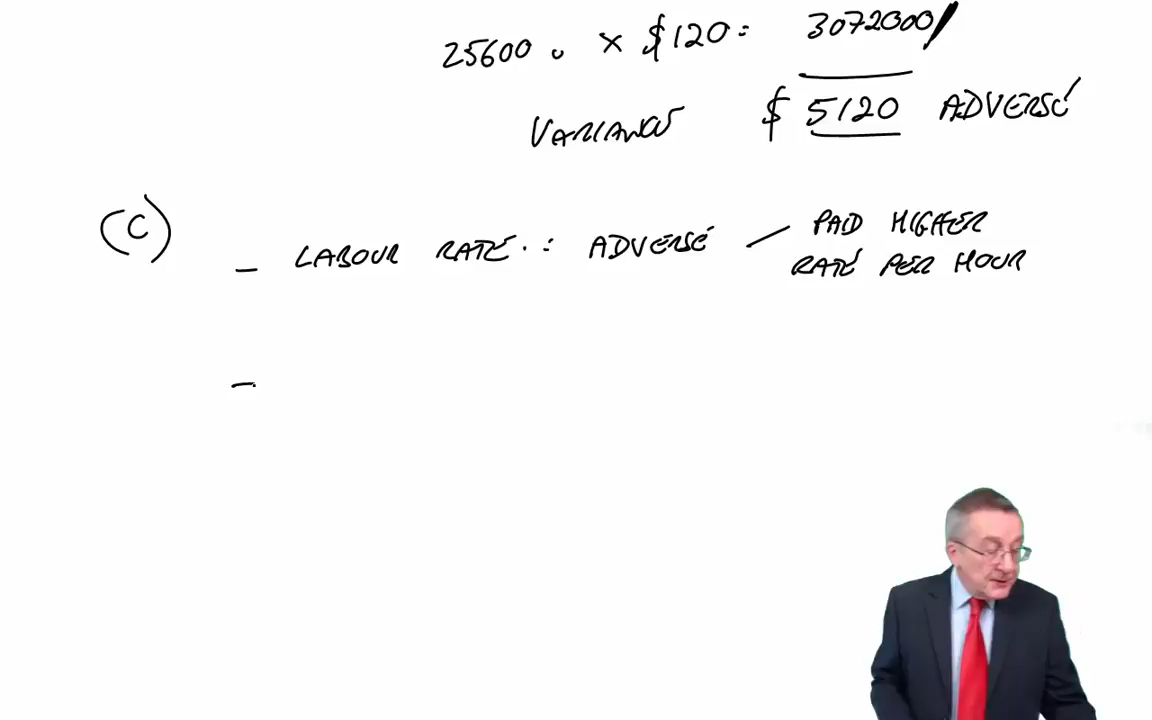 25600 u × $120 = 3072000
VARIANCE $ 5120 ADVERSE
(C)
- LABOUR RATE : ADVERSE - PAID HIGHER
RATE PER HOUR
-